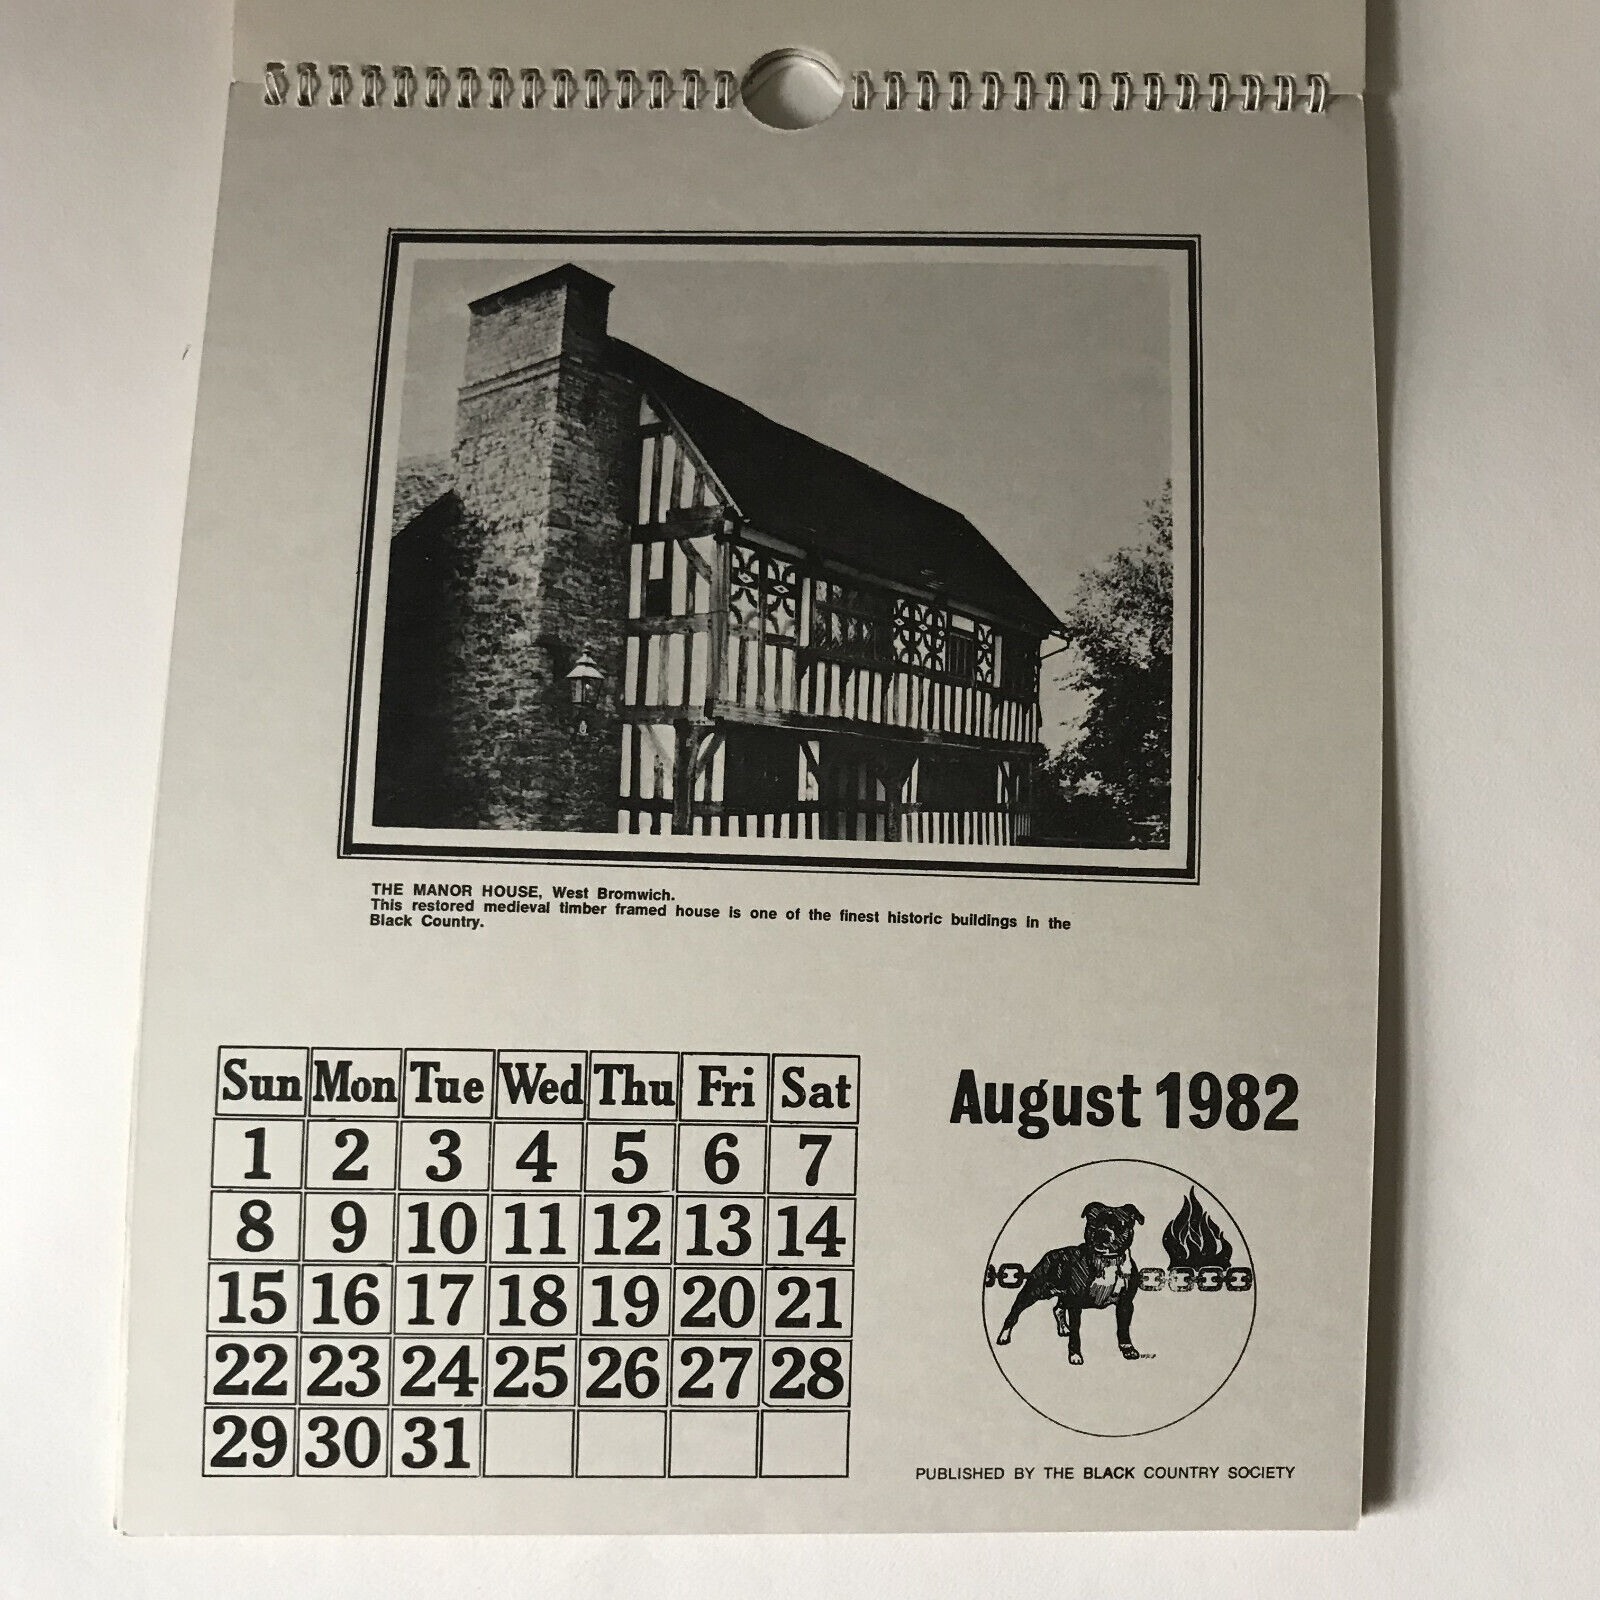 THE MANOR HOUSE, West Bromwich.
This restored medieval timber framed house is one of the finest historic buildings in the
Black Country.
Sun Mon Tue Wed Thu Fri Sat
1 2 3 4 5 6 7
8 9 10 11 12 13 14
15 16 17 18 19 20 21
22 23 24 25 26 27 28
29 30 31
August 1982
PUBLISHED BY THE BLACK COUNTRY SOCIETY